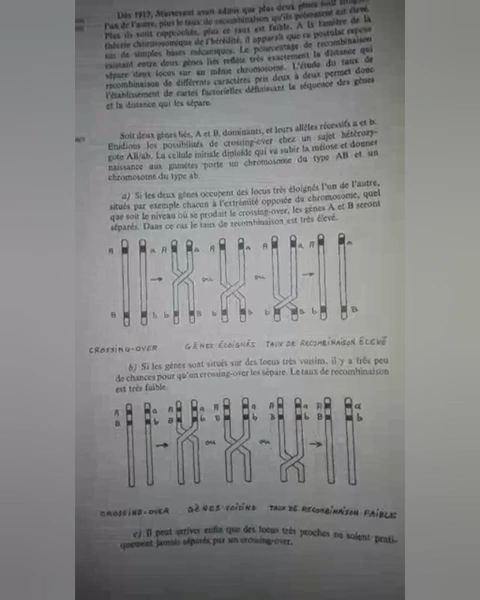 Dès 1913, Sturtevant avait admis que plus deux gènes sont éloignés
l'un de l'autre, plus le taux de recombinaison qu'ils présentent est élevé.
Plus ils sont rapprochés, plus ce taux est faible. A la lumière de la
théorie chromosomique de l'hérédité, il apparaît que ce postulat repose
sur de simples bases mécaniques. Le pourcentage de recombinaison
existant entre deux gènes liés reflète très exactement la distance qui
sépare deux locus sur un même chromosome. L'étude du taux de
recombinaison de différents caractères pris deux à deux permet donc
l'établissement de cartes factorielles définissant la séquence des gènes
et la distance qui les sépare.
Soit deux gènes liés, A et B, dominants, et leurs allèles récessifs a et b.
Etudions les possibilités de crossing-over chez un sujet hétérozy-
gote AB/ab. La cellule initiale diploïde qui va subir la méiose et donner
naissance aux gamètes porte un chromosome du type AB et un
chromosome du type ab.
a) Si les deux gènes occupent des locus très éloignés l'un de l'autre,
situés par exemple chacun à l'extrémité opposée du chromosome, quel
que soit le niveau où se produit le crossing-over, les gènes A et B seront
séparés. Dans ce cas le taux de recombinaison est très élevé.
A a A a A a A a A a
ou ou
B b b B b B b B b B
CROSSING-OVER GÈNES ÉLOIGNÉS TAUX DE RECOMBINAISON ÉLEVÉ
b) Si les gènes sont situés sur des locus très voisins, il y a très peu
de chances pour qu'un crossing-over les sépare. Le taux de recombinaison
est très faible.
A a A a A a A a A a
B b B b B b B b B b
ou ou
CROSSING-OVER GÈNES VOISINS TAUX DE RECOMBINAISON FAIBLE
c) Il peut arriver enfin que des locus très proches ne soient prati-
quement jamais séparés par un crossing-over.